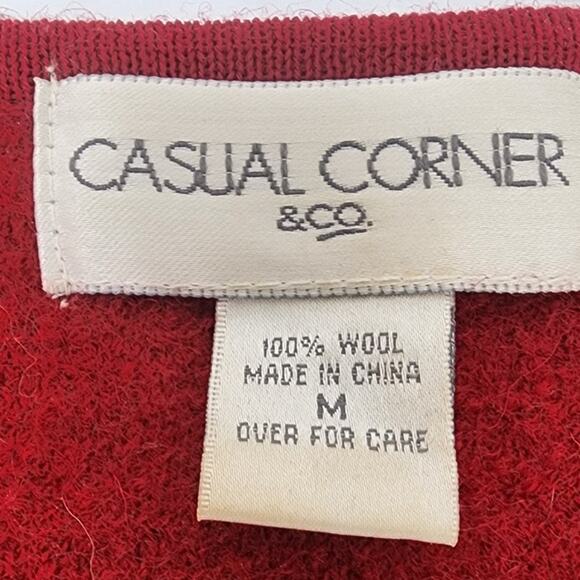 CASUAL CORNER
&CO.
100% WOOL
MADE IN CHINA
M
OVER FOR CARE